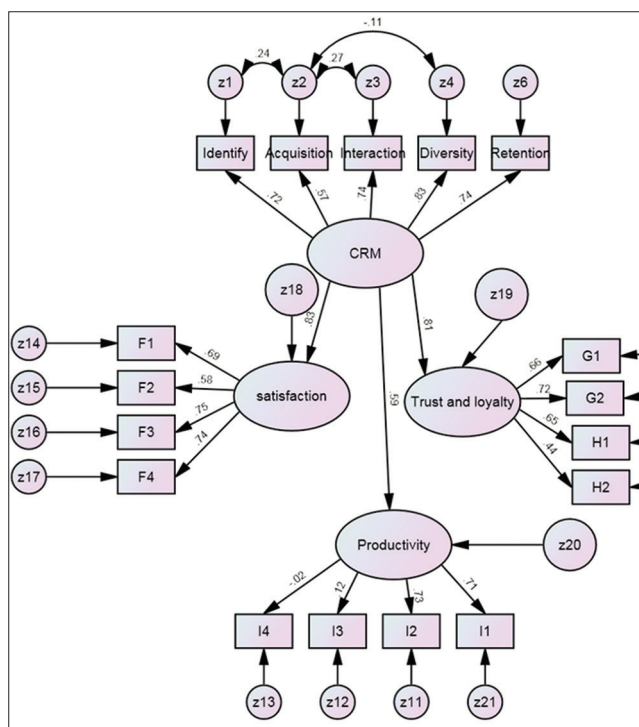 -.11
.24
.27
z1
z2
z3
z4
z6
Identify
Acquisition
Interaction
Diversity
Retention
.72
.57
.74
.83
.74
CRM
z18
z19
.83
.81
.59
z14
F1
z15
F2
z16
F3
z17
F4
.69
.58
.75
.74
satisfaction
Trust and loyalty
.66
.72
.65
.44
G1
G2
H1
H2
Productivity
z20
-.02
.12
.73
.71
I4
I3
I2
I1
z13
z12
z11
z21